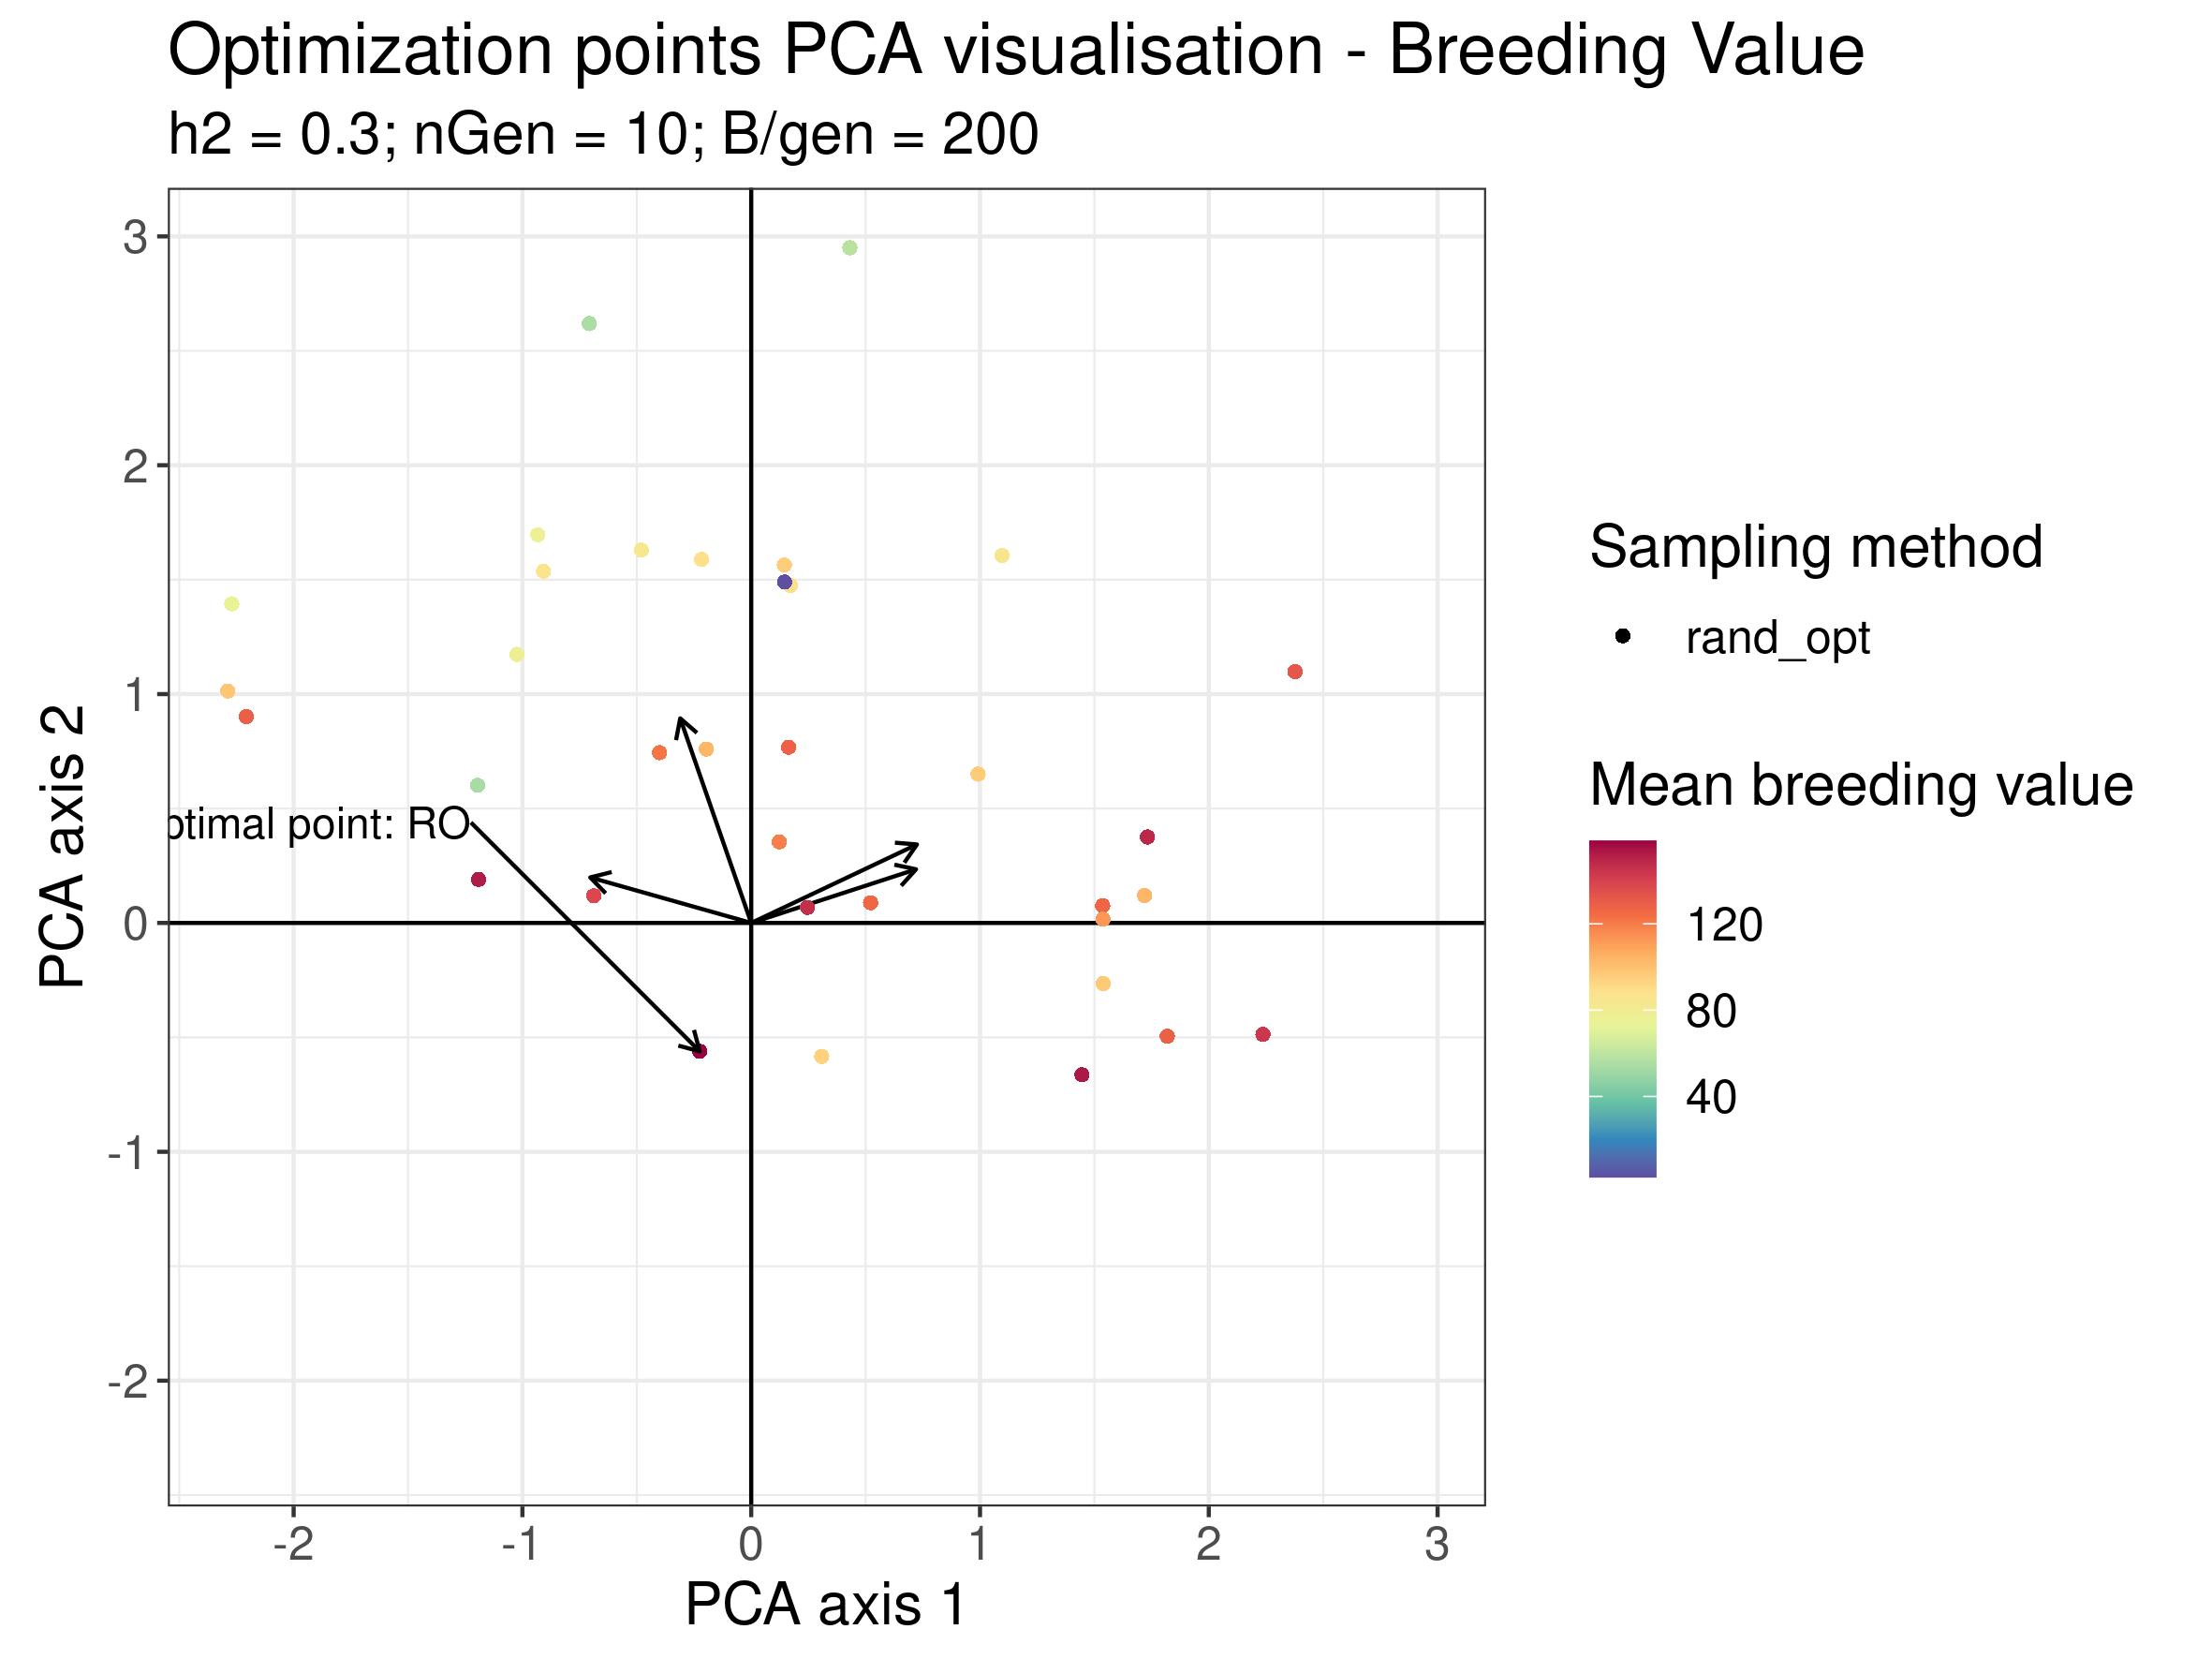 Optimization points PCA visualisation - Breeding Value
h2 = 0.3; nGen = 10; B/gen = 200
3
2
1
0
-1
-2
PCA axis 2
ptimal point: RO
-2
-1
0
1
2
3
PCA axis 1
Sampling method
rand_opt
Mean breeding value
120
80
40